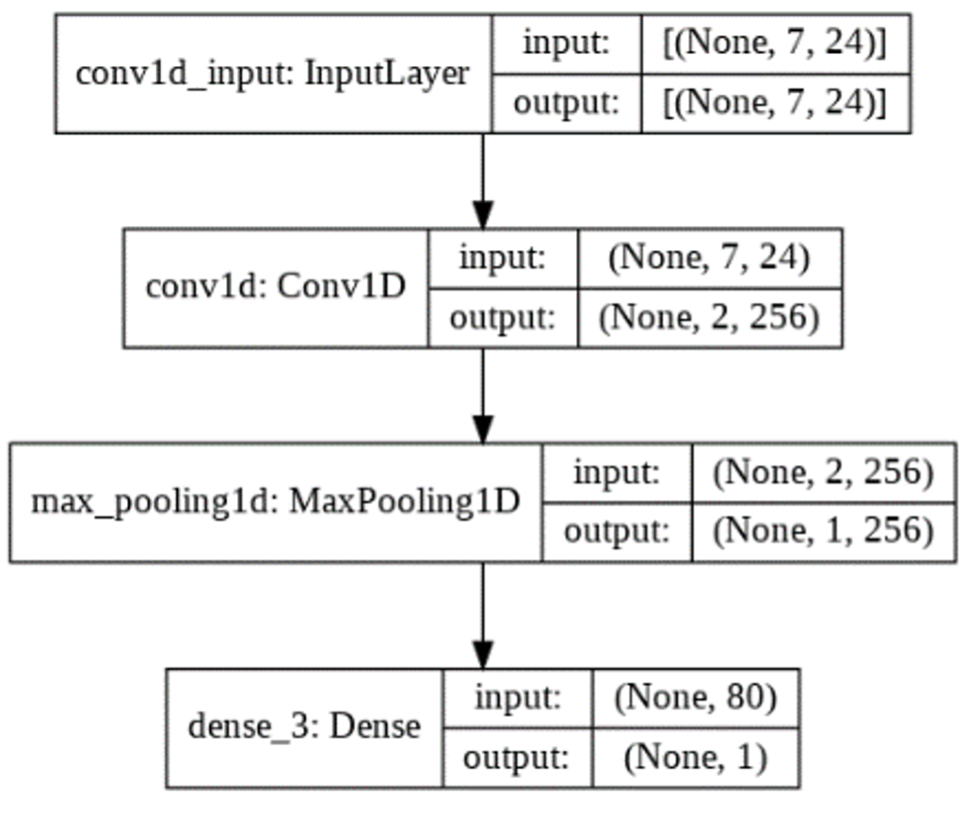 conv1d_input: InputLayer
input: [(None, 7, 24)]
output: [(None, 7, 24)]
conv1d: Conv1D
input: (None, 7, 24)
output: (None, 2, 256)
max_pooling1d: MaxPooling1D
input: (None, 2, 256)
output: (None, 1, 256)
dense_3: Dense
input: (None, 80)
output: (None, 1)